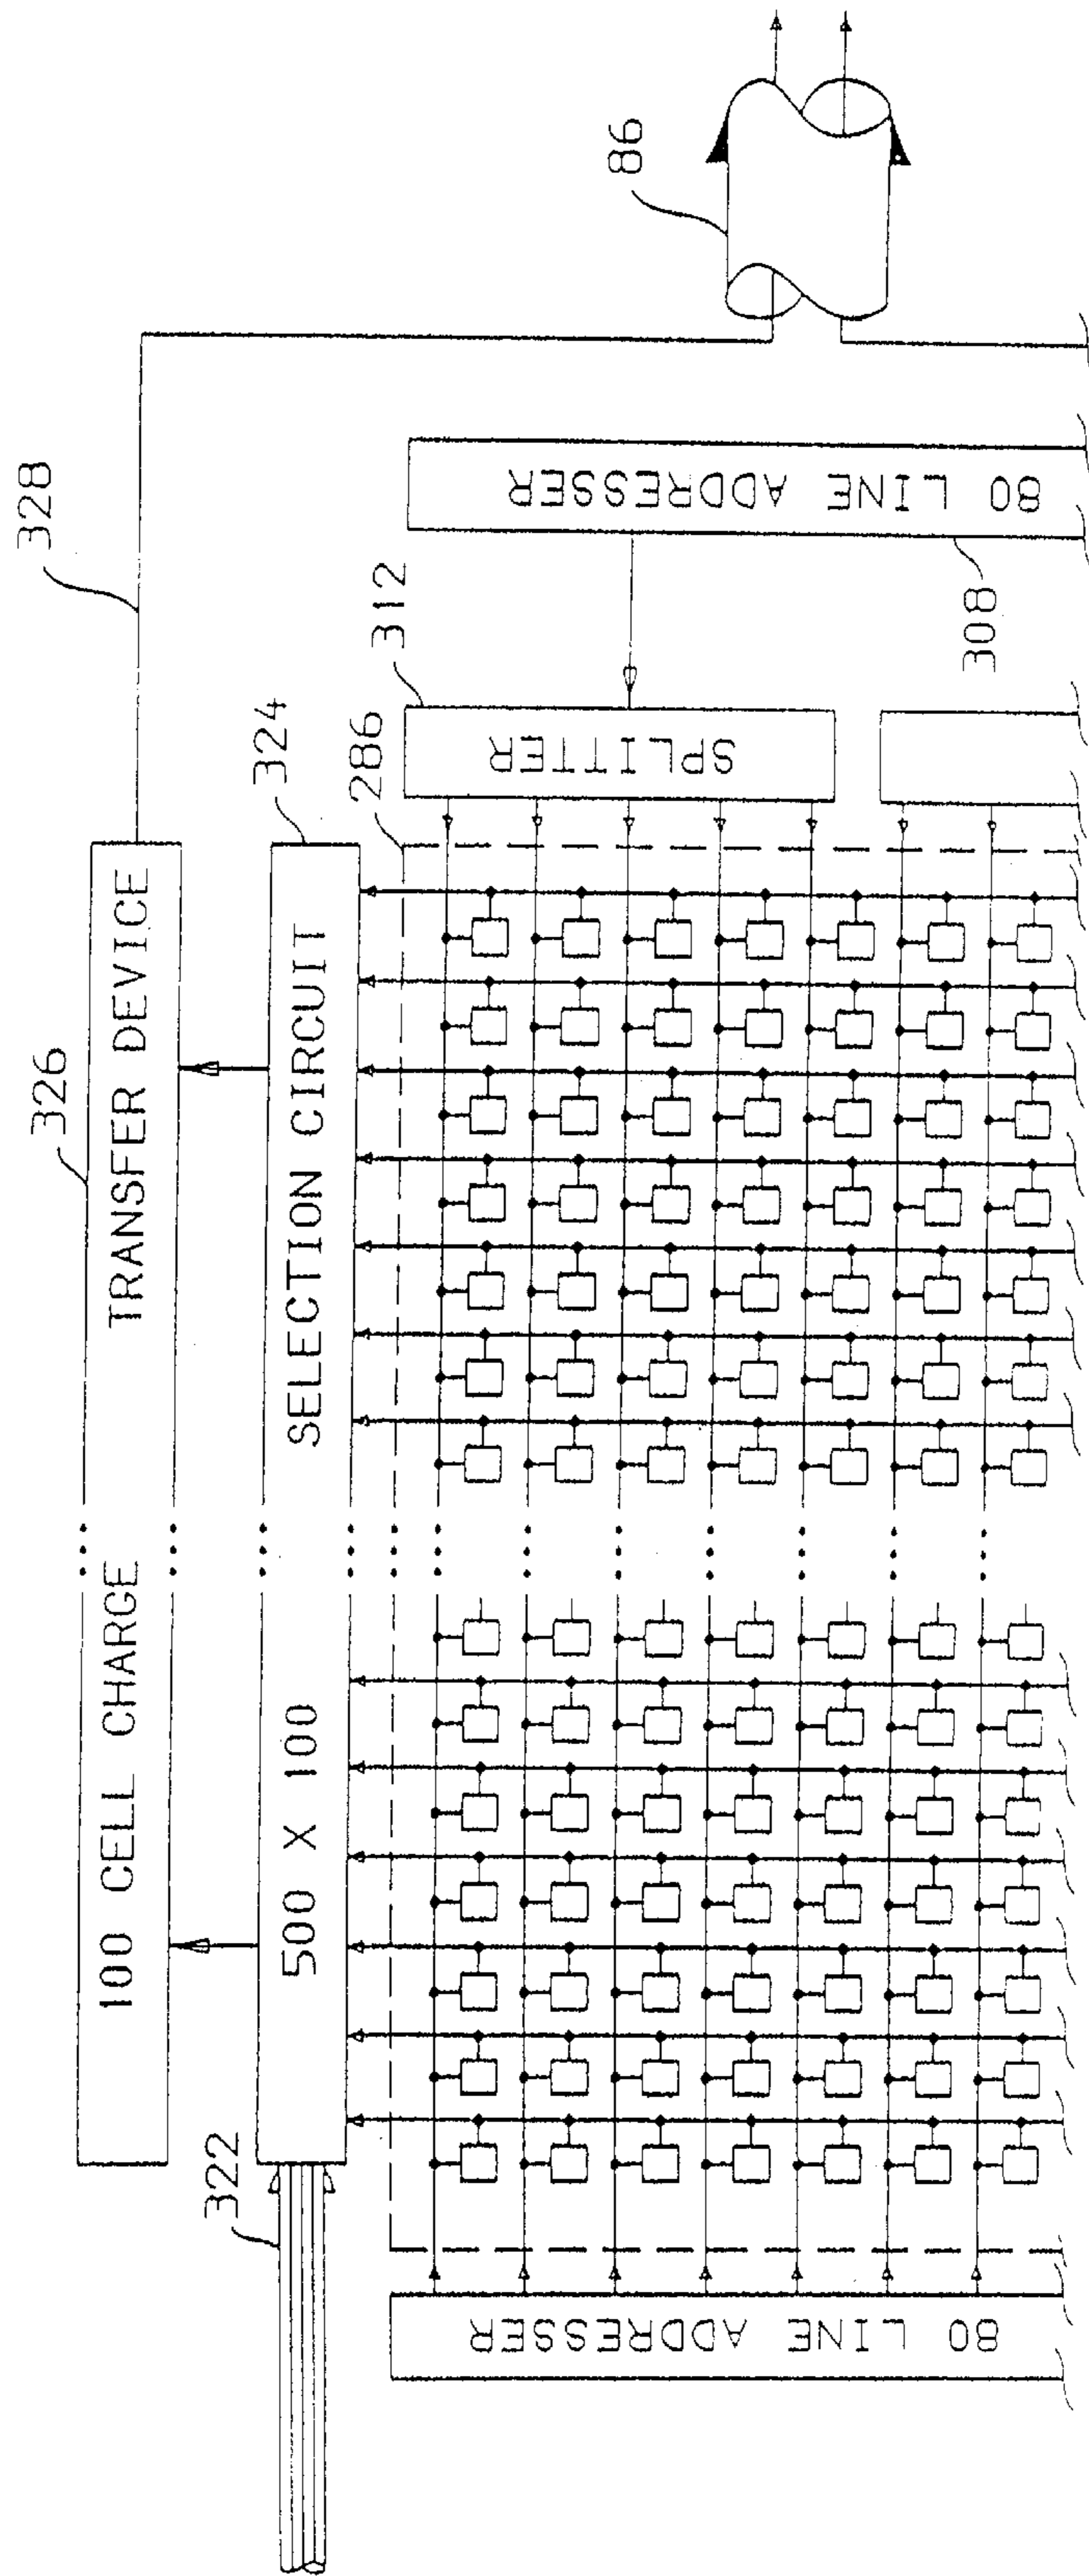 326
328
86
100 CELL CHARGE TRANSFER DEVICE
322
324
500 X 100 SELECTION CIRCUIT
286
312
80 LINE ADDRESSER
SPLITTER
80 LINE ADDRESSER
308